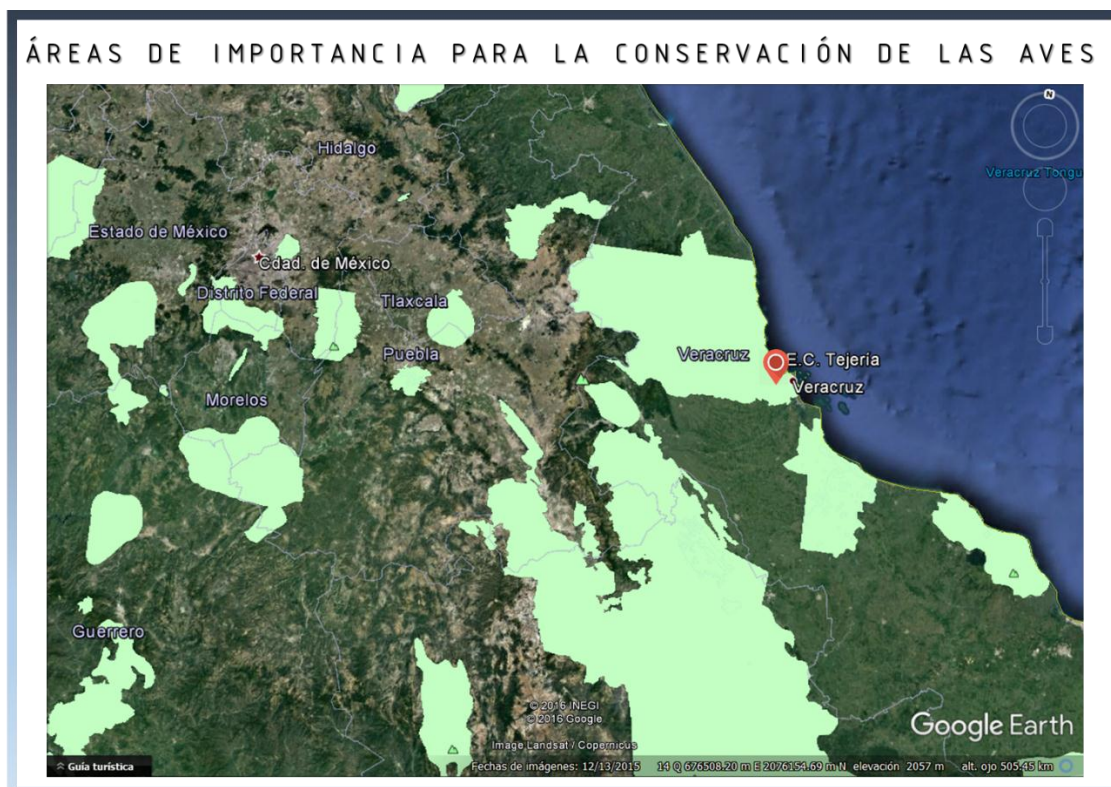 ÁREAS DE IMPORTANCIA PARA LA CONSERVACIÓN DE LAS AVES
N
Hidalgo
Veracruz Tongu
Estado de México
Cdad. de México
Distrito Federal
Tlaxcala
Puebla
Veracruz
E.C. Tejería
Veracruz
Morelos
Guerrero
© 2016 INEGI
© 2016 Google
Google Earth
Image Landsat / Copernicus
Guía turística
Fechas de imágenes: 12/13/2015 14 Q 676508.20 m E 2076154.69 m N elevación 2057 m alt. ojo 505.45 km